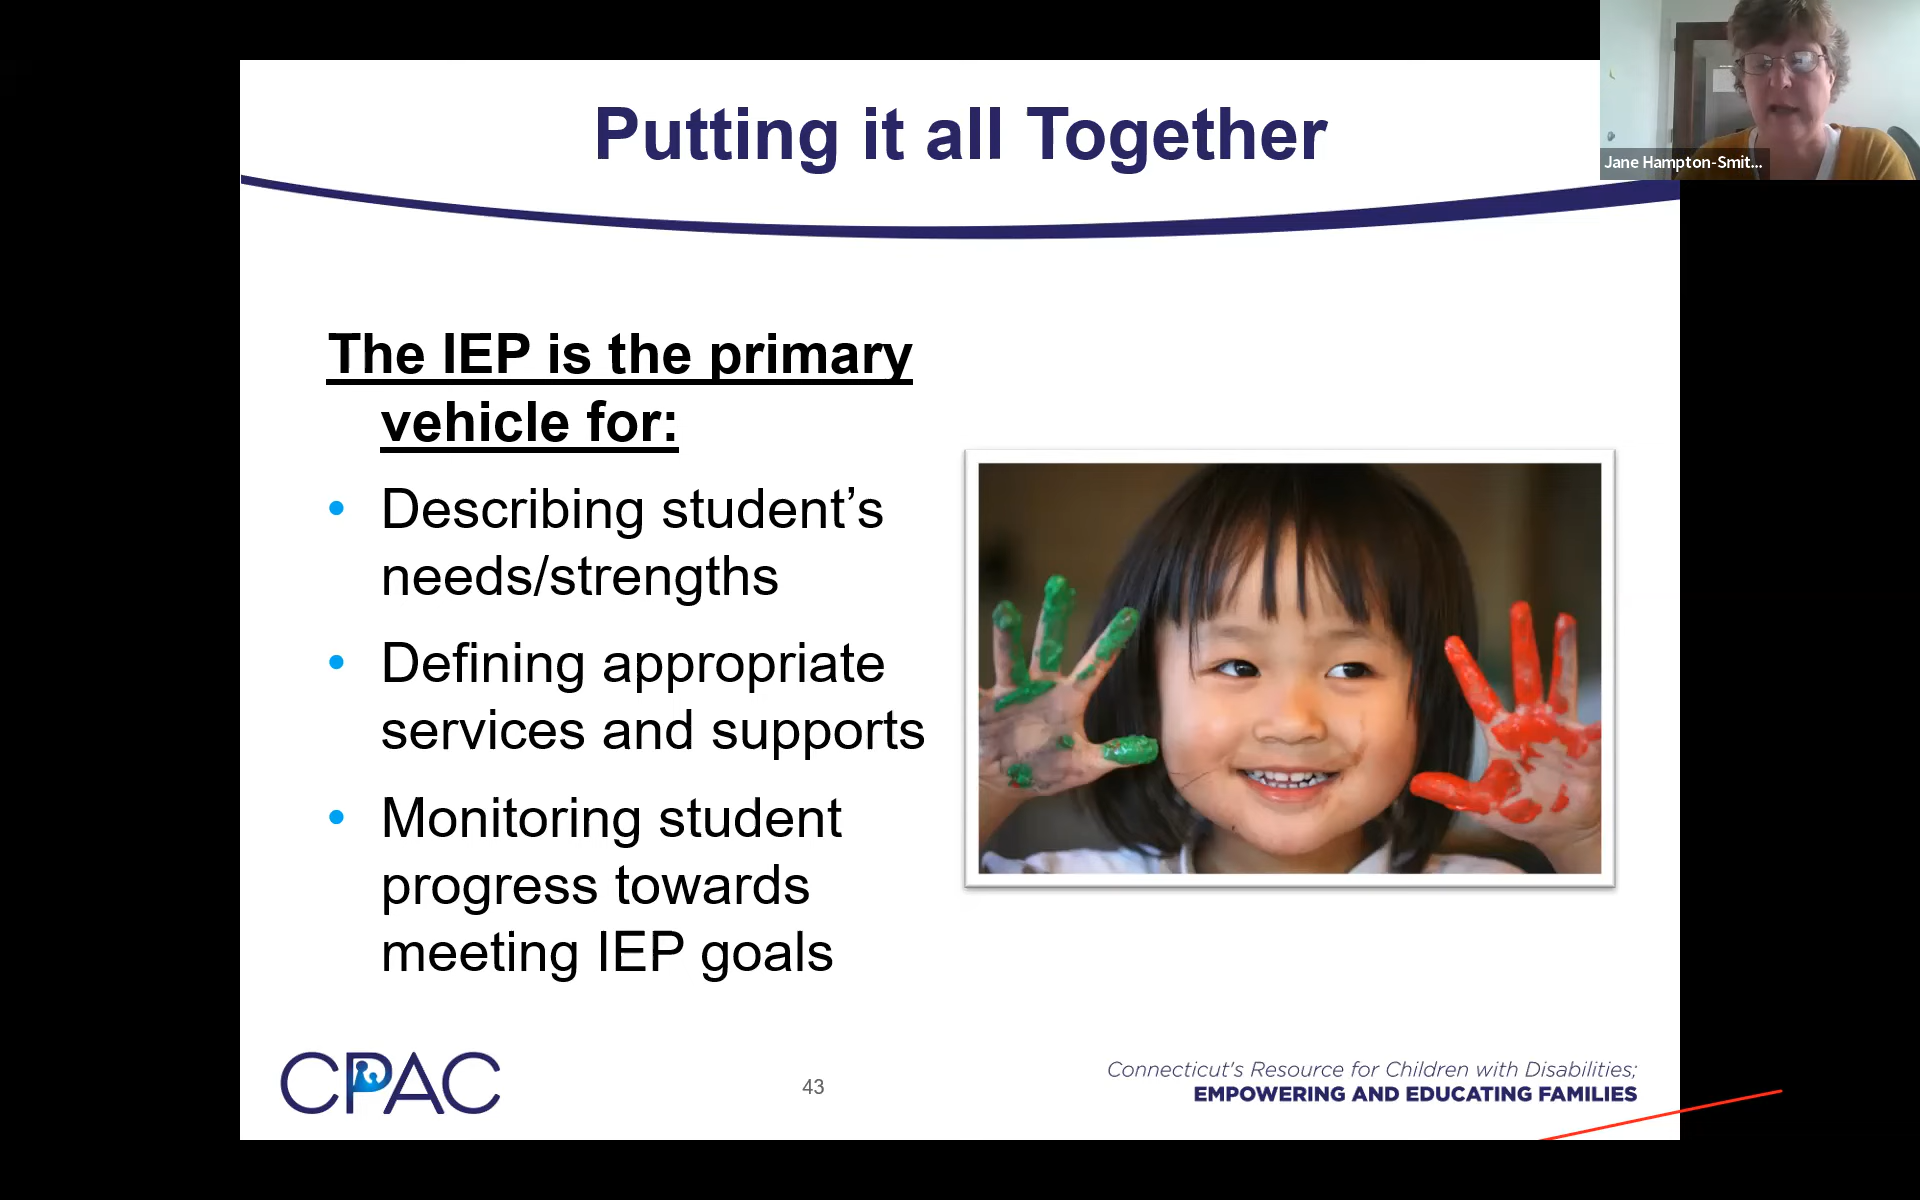 Putting it all Together
Jane Hampton-Smit...
The IEP is the primary
vehicle for:
• Describing student’s
needs/strengths
• Defining appropriate
services and supports
• Monitoring student
progress towards
meeting IEP goals
CPAC
43
Connecticut's Resource for Children with Disabilities;
EMPOWERING AND EDUCATING FAMILIES